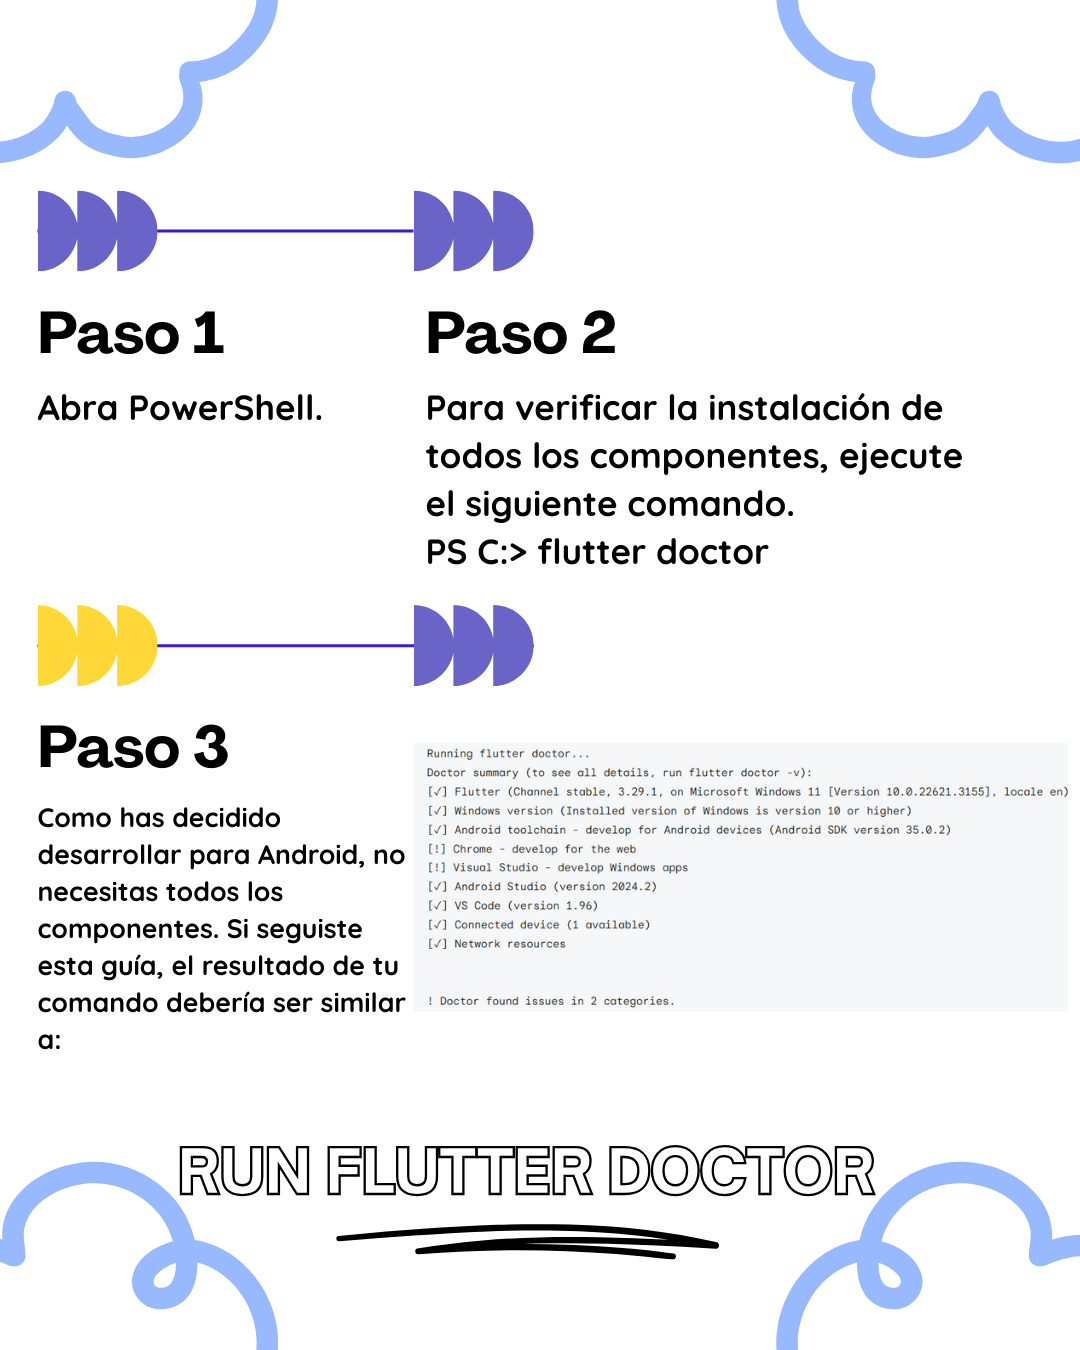 Paso 1
Abra PowerShell.
Paso 2
Para verificar la instalación de
todos los componentes, ejecute
el siguiente comando.
PS C:> flutter doctor
Paso 3
Como has decidido
desarrollar para Android, no
necesitas todos los
componentes. Si seguiste
esta guía, el resultado de tu
comando debería ser similar
a:
Running flutter doctor...
Doctor summary (to see all details, run flutter doctor -v):
[✓] Flutter (Channel stable, 3.29.1, on Microsoft Windows 11 [Version 10.0.22621.3155], locale en)
[✓] Windows version (Installed version of Windows is version 10 or higher)
[✓] Android toolchain - develop for Android devices (Android SDK version 35.0.2)
[!] Chrome - develop for the web
[!] Visual Studio - develop Windows apps
[✓] Android Studio (version 2024.2)
[✓] VS Code (version 1.96)
[✓] Connected device (1 available)
[✓] Network resources
! Doctor found issues in 2 categories.
RUN FLUTTER DOCTOR